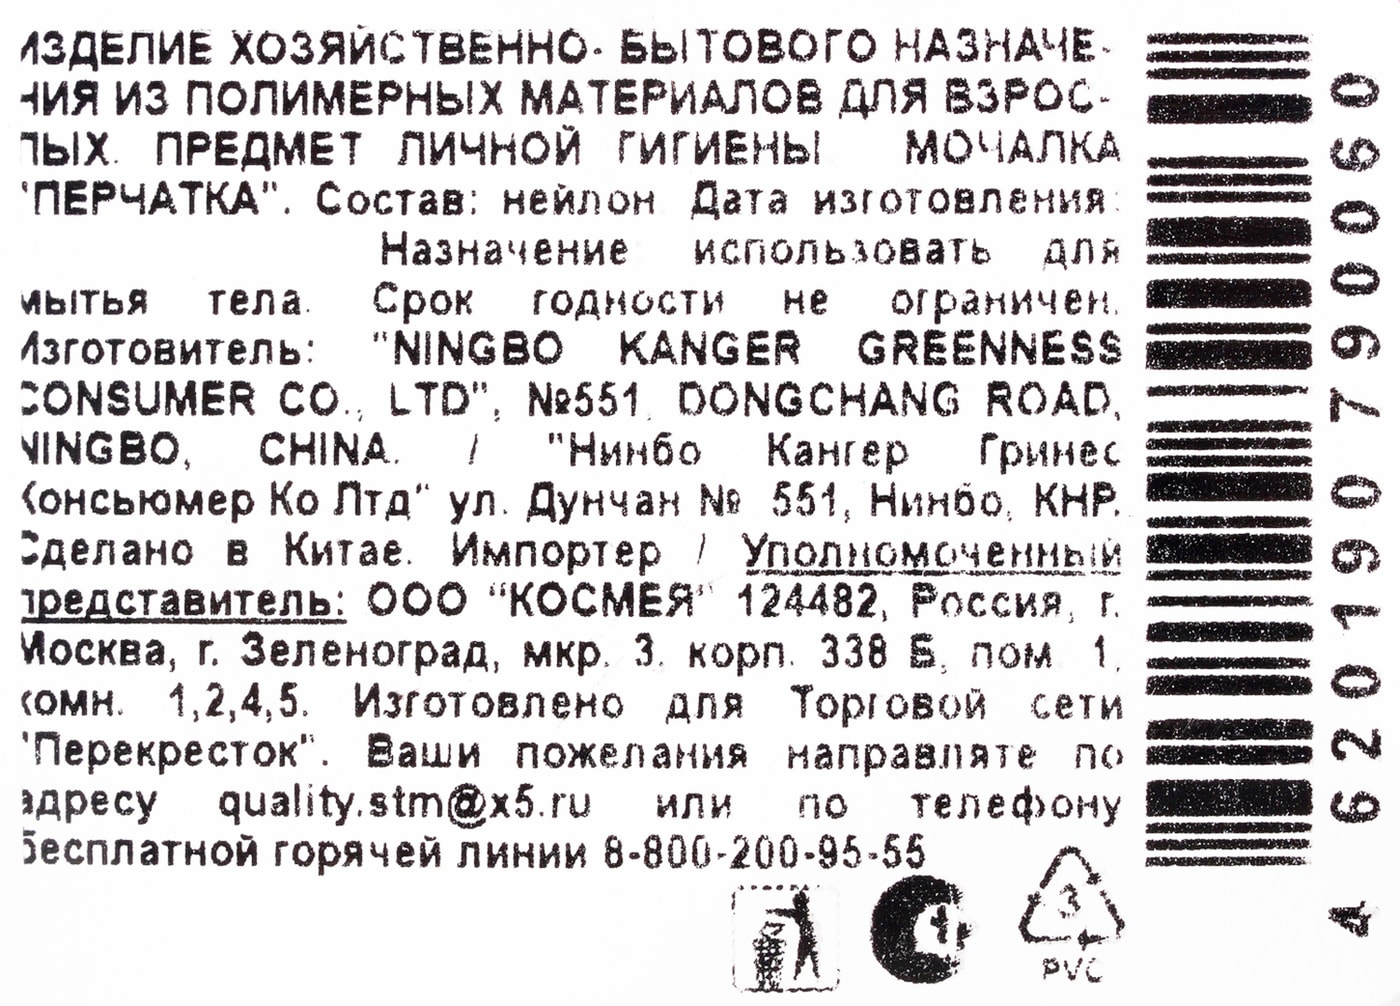 ИЗДЕЛИЕ ХОЗЯЙСТВЕННО- БЫТОВОГО НАЗНАЧЕ-
НИЯ ИЗ ПОЛИМЕРНЫХ МАТЕРИАЛОВ ДЛЯ ВЗРОС-
ЛЫХ. ПРЕДМЕТ ЛИЧНОЙ ГИГИЕНЫ МОЧАЛКА
"ПЕРЧАТКА". Состав: нейлон Дата изготовления:
Назначение использовать для
мытья тела. Срок годности не ограничен.
Изготовитель: "NINGBO KANGER GREENNESS
CONSUMER CO., LTD", №551, DONGCHANG ROAD,
NINGBO, CHINA. / "Нинбо Кангер Гринес
Консьюмер Ко Лтд" ул. Дунчан № 551, Нинбо, КНР.
Сделано в Китае. Импортер / Уполномоченный
представитель: ООО "КОСМЕЯ" 124482, Россия, г.
Москва, г. Зеленоград, мкр. 3. корп. 338 Б, пом. 1,
комн. 1,2,4,5. Изготовлено для Торговой сети
"Перекресток". Ваши пожелания направляте по
адресу quality.stm@x5.ru или по телефону
бесплатной горячей линии 8-800-200-95-55
3
PVC
4 620190 790060